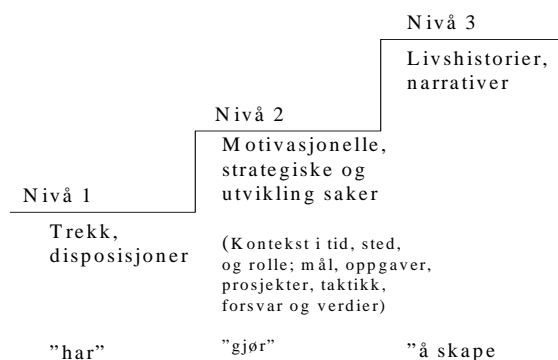 Nivå 3
Livshistorier,
narrativer
Nivå 2
Motivasjonelle,
strategiske og
utvikling saker
Nivå 1
Trekk,
disposisjoner
(Kontekst i tid, sted,
og rolle; mål, oppgaver,
prosjekter, taktikk,
forsvar og verdier)
"har"
"gjør"
"å skape